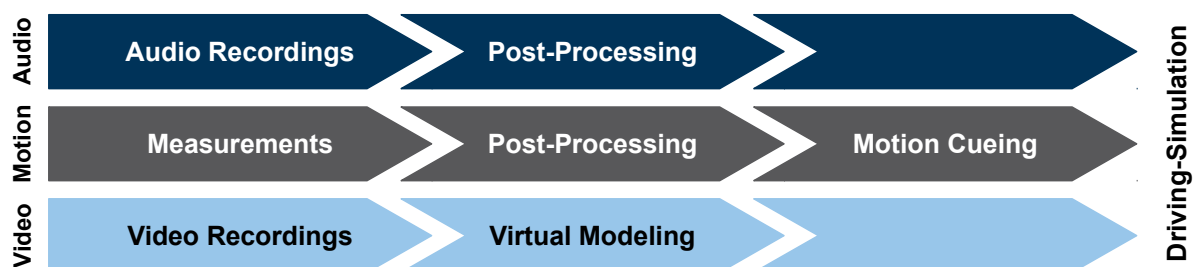 Audio
Audio Recordings
Post-Processing
Motion
Measurements
Post-Processing
Motion Cueing
Video
Video Recordings
Virtual Modeling
Driving-Simulation